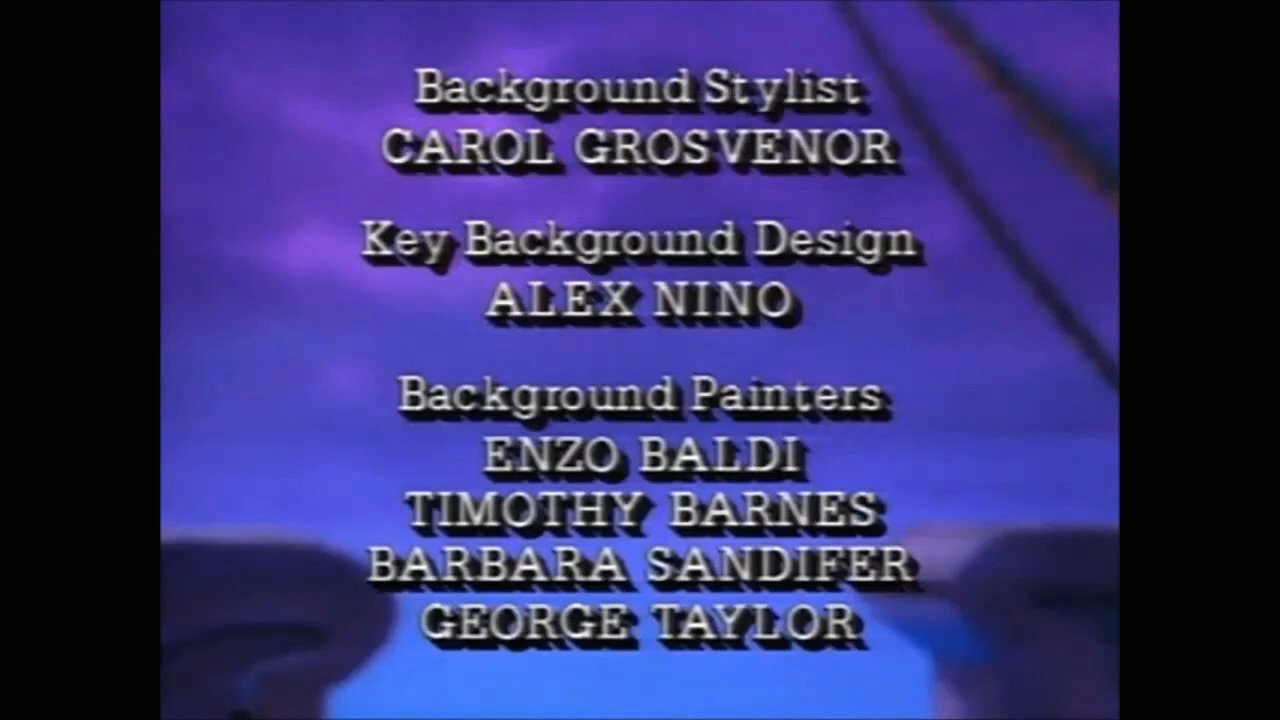 Background Stylist
CAROL GROSVENOR
Key Background Design
ALEX NINO
Background Painters
ENZO BALDI
TIMOTHY BARNES
BARBARA SANDIFER
GEORGE TAYLOR